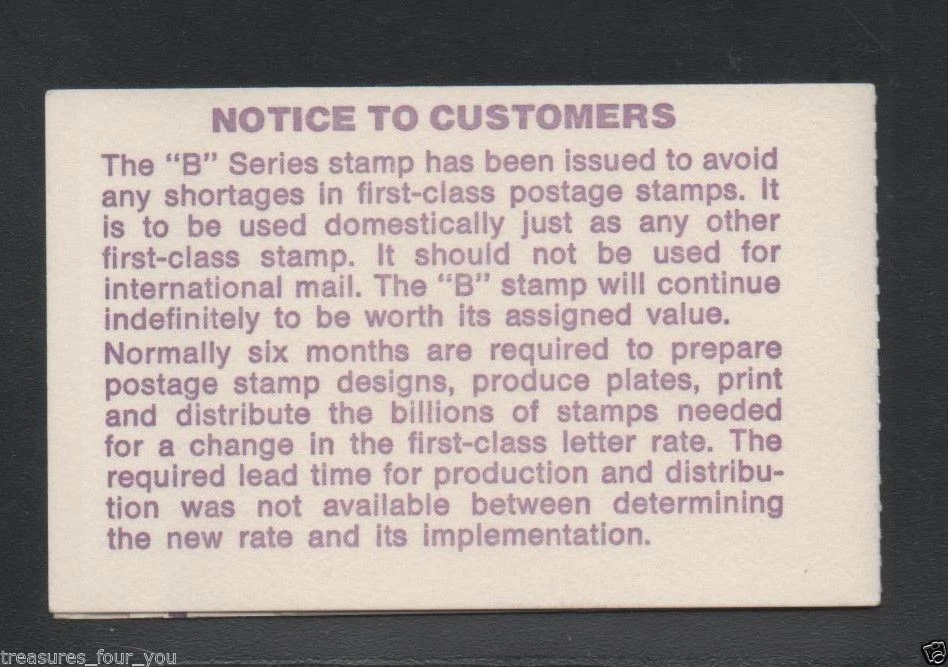 NOTICE TO CUSTOMERS
The “B” Series stamp has been issued to avoid
any shortages in first-class postage stamps. It
is to be used domestically just as any other
first-class stamp. It should not be used for
international mail. The “B” stamp will continue
indefinitely to be worth its assigned value.
Normally six months are required to prepare
postage stamp designs, produce plates, print
and distribute the billions of stamps needed
for a change in the first-class letter rate. The
required lead time for production and distribu-
tion was not available between determining
the new rate and its implementation.
treasures_four_you